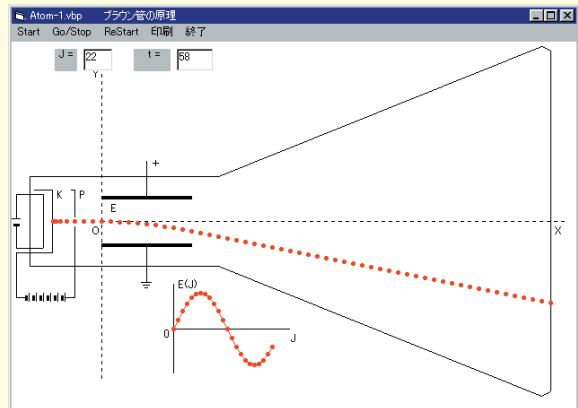 Atom-1.vbp ブラウン管の原理
Start Go/Stop ReStart 印刷 終了
J = 22 t = 58
Y
+
K P
E
O X
E(J)
0 J